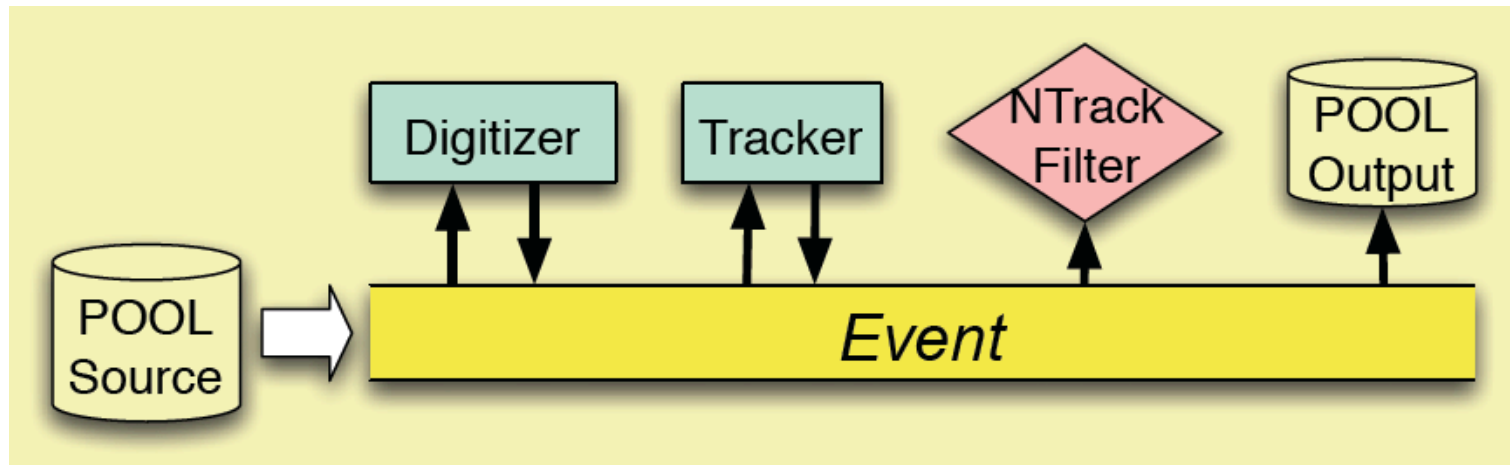 Digitizer
Tracker
NTrack
Filter
POOL
Output
POOL
Source
Event